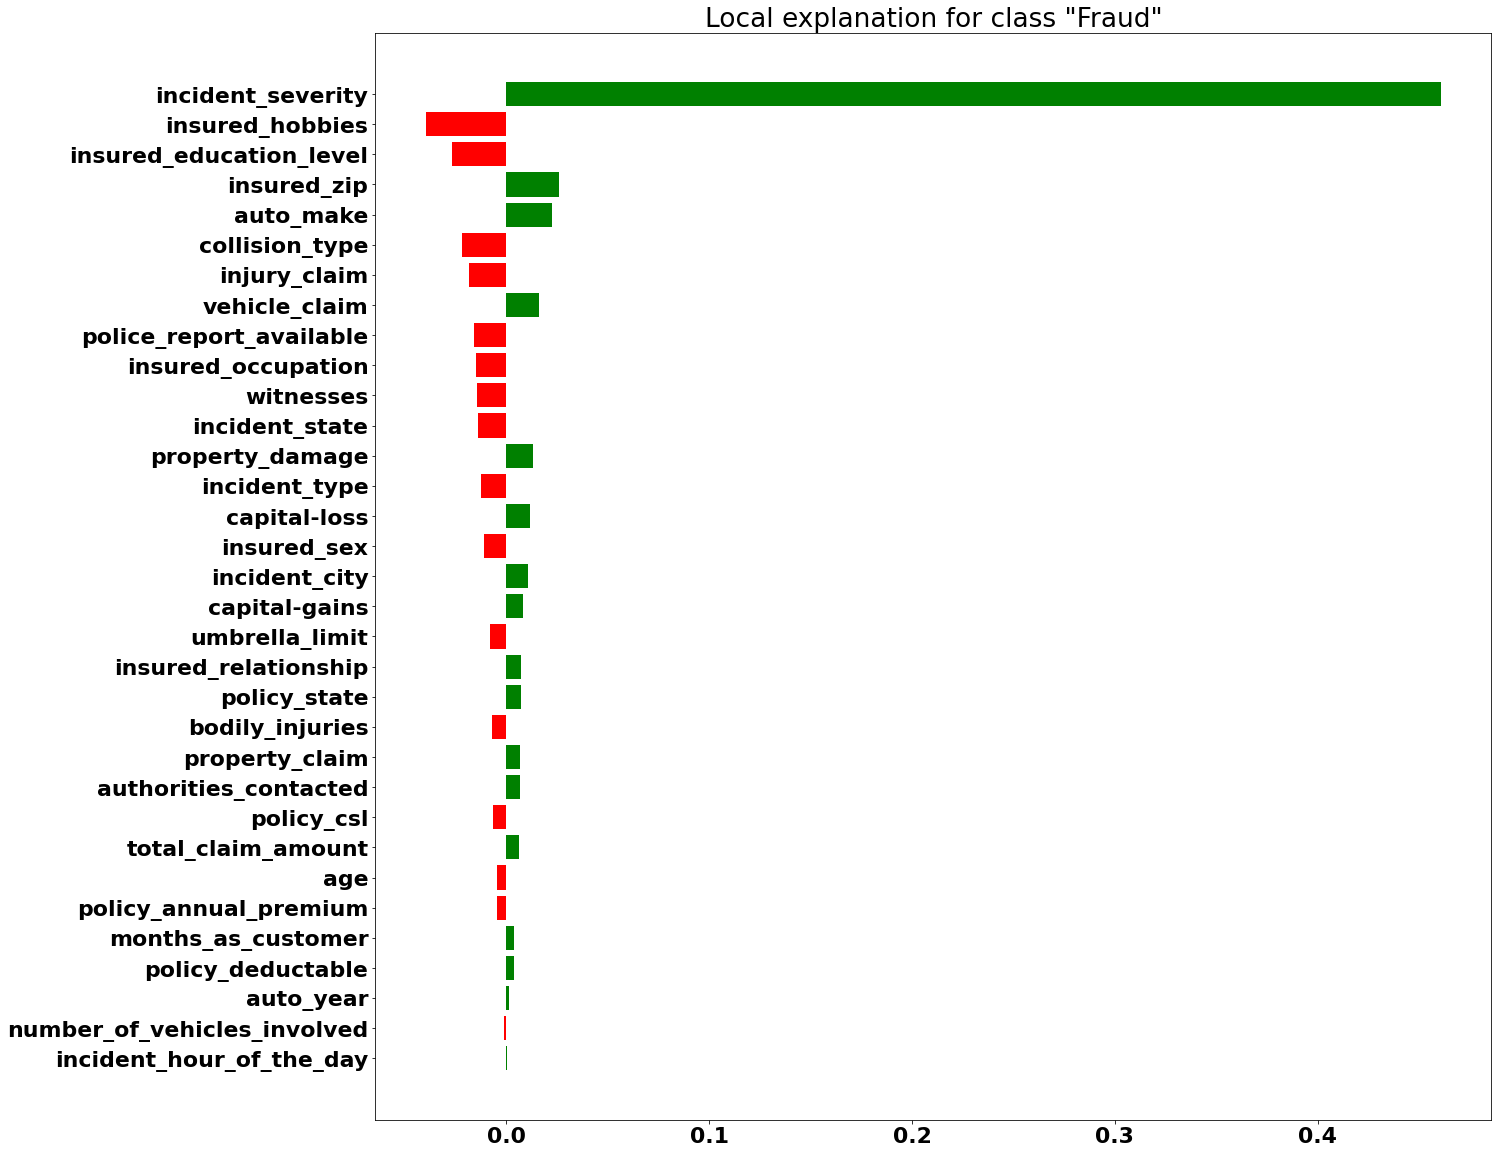 Local explanation for class "Fraud"
incident_severity
insured_hobbies
insured_education_level
insured_zip
auto_make
collision_type
injury_claim
vehicle_claim
police_report_available
insured_occupation
witnesses
incident_state
property_damage
incident_type
capital-loss
insured_sex
incident_city
capital-gains
umbrella_limit
insured_relationship
policy_state
bodily_injuries
property_claim
authorities_contacted
policy_csl
total_claim_amount
age
policy_annual_premium
months_as_customer
policy_deductable
auto_year
number_of_vehicles_involved
incident_hour_of_the_day
0.0 0.1 0.2 0.3 0.4